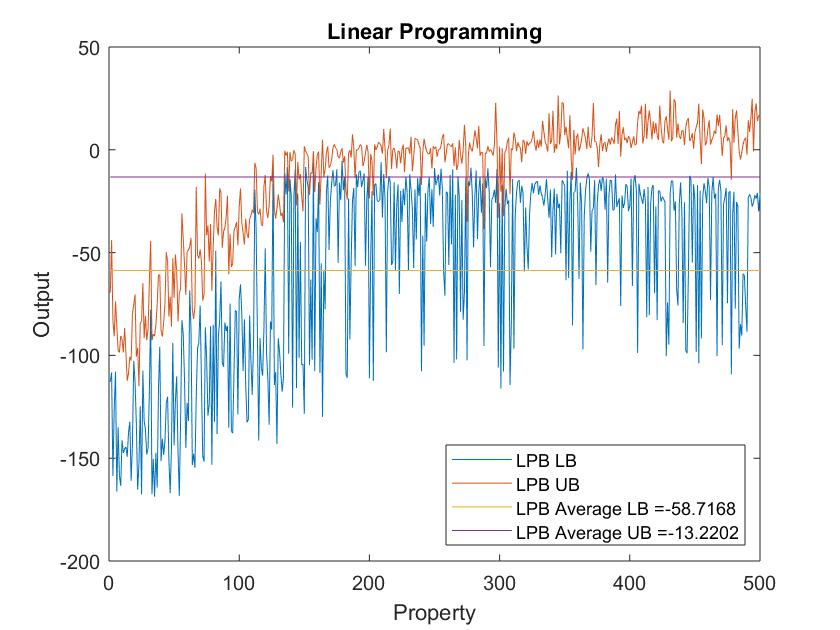 Linear Programming
50
0
-50
-100
-150
-200
Output
0 100 200 300 400 500
Property
LPB LB
LPB UB
LPB Average LB =-58.7168
LPB Average UB =-13.2202